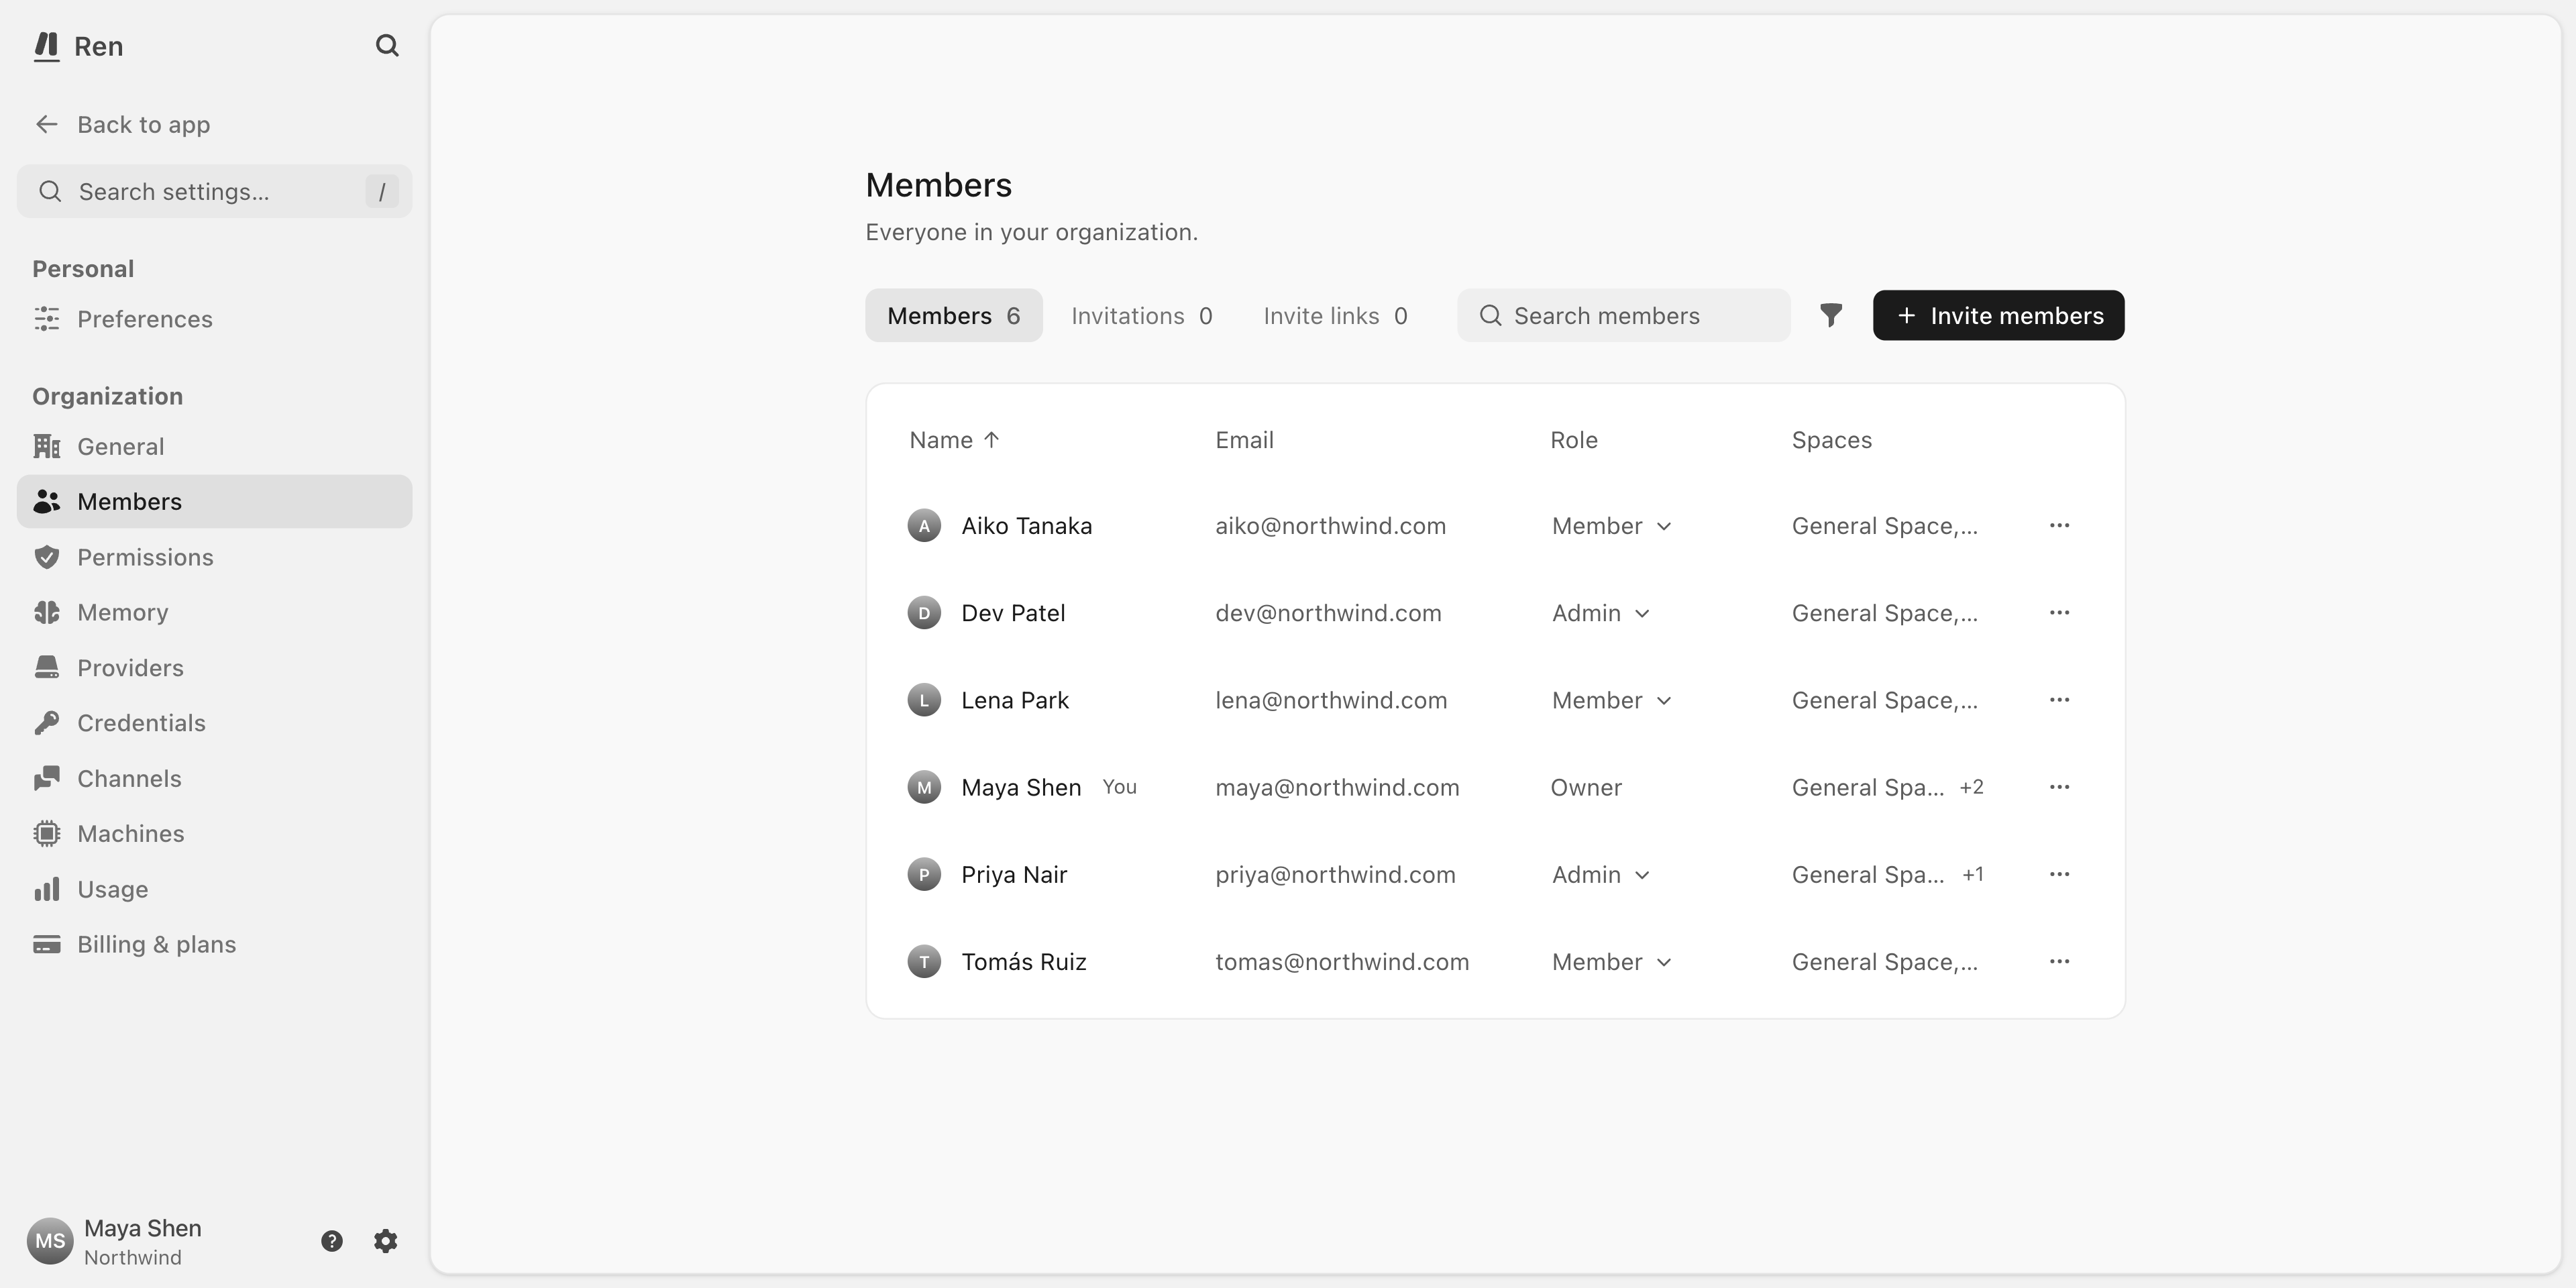 Ren
Back to app
Search settings... /
Personal
Preferences
Organization
General
Members
Permissions
Memory
Providers
Credentials
Channels
Machines
Usage
Billing & plans
MS Maya Shen
Northwind
Members
Everyone in your organization.
Members 6 Invitations 0 Invite links 0 Search members + Invite members
Name ↑ Email Role Spaces
A Aiko Tanaka aiko@northwind.com Member General Space,...
D Dev Patel dev@northwind.com Admin General Space,...
L Lena Park lena@northwind.com Member General Space,...
M Maya Shen You maya@northwind.com Owner General Spa... +2
P Priya Nair priya@northwind.com Admin General Spa... +1
T Tomás Ruiz tomas@northwind.com Member General Space,...